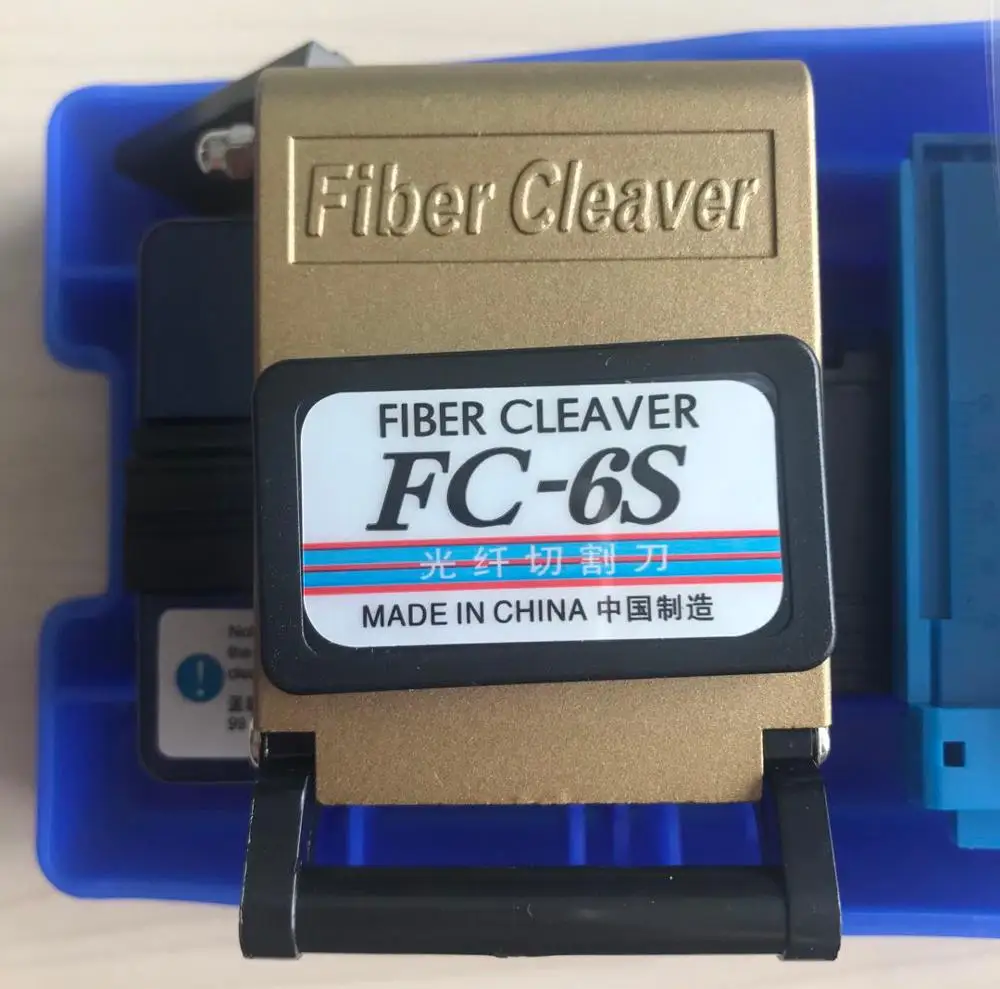 Fiber Cleaver
FIBER CLEAVER
FC-6S
光纤切割刀
MADE IN CHINA 中国制造